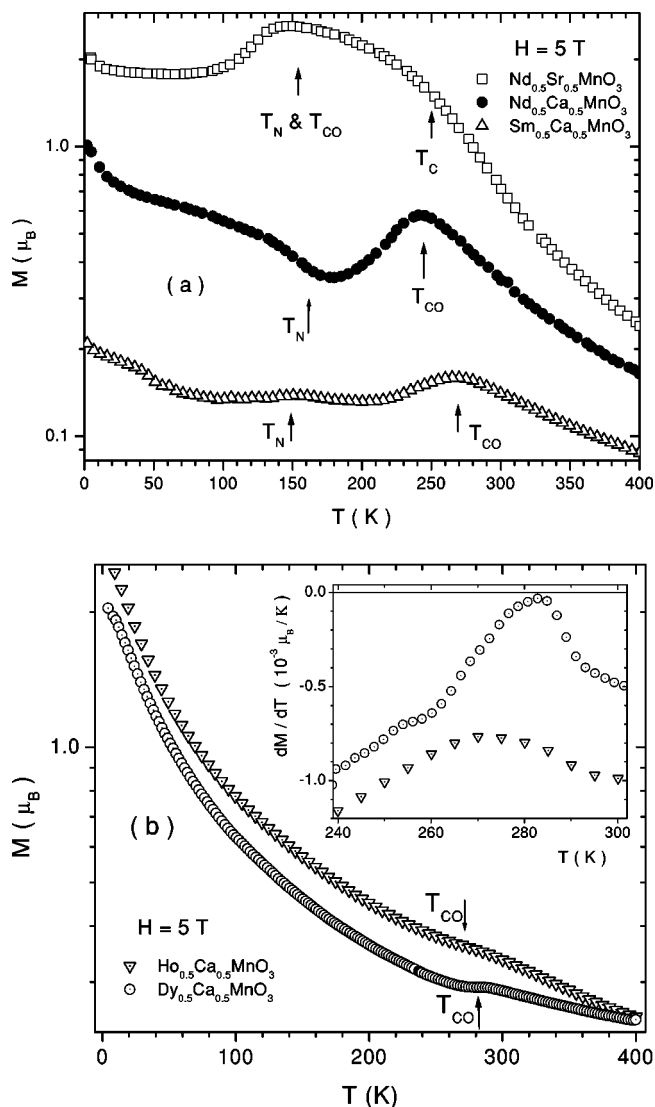 H = 5 T
Nd0.5Sr0.5MnO3
Nd0.5Ca0.5MnO3
Sm0.5Ca0.5MnO3
TN & TCO
TC
1.0
M ( μB )
( a )
TN
TCO
TN
TCO
0.1
0 50 100 150 200 250 300 350 400
T ( K )
0.0
-0.5
-1.0
dM / dT ( 10-3 μB / K )
240 260 280 300
T ( K )
1.0
M ( μB )
( b )
TCO
H = 5 T
Ho0.5Ca0.5MnO3
Dy0.5Ca0.5MnO3
TCO
0 100 200 300 400
T (K)